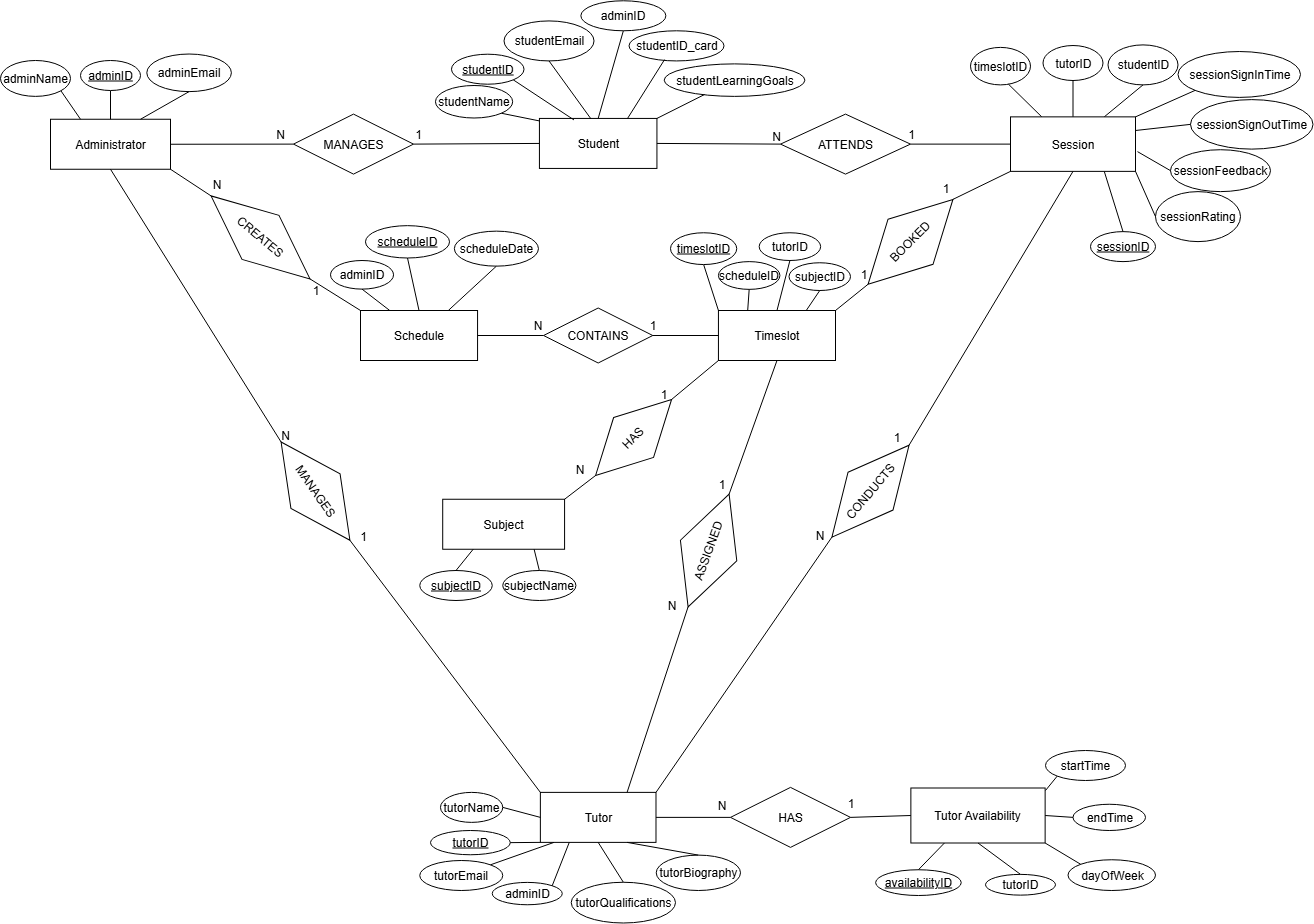 adminID
studentEmail
studentID_card
adminName
adminID
adminEmail
studentID
studentLearningGoals
studentName
timeslotID
tutorID
studentID
sessionSignInTime
sessionSignOutTime
N
1
N
1
Administrator
MANAGES
Student
ATTENDS
Session
sessionFeedback
N
1
sessionRating
CREATES
BOOKED
scheduleID
scheduleDate
timeslotID
tutorID
sessionID
adminID
scheduleID
subjectID
1
1
N
1
Schedule
CONTAINS
Timeslot
1
HAS
N
1
N
N
MANAGES
1
1
CONDUCTS
N
Subject
ASSIGNED
subjectID
subjectName
N
startTime
tutorName
N
1
Tutor
HAS
Tutor Availability
endTime
tutorID
tutorEmail
tutorBiography
adminID
tutorQualifications
availabilityID
tutorID
dayOfWeek